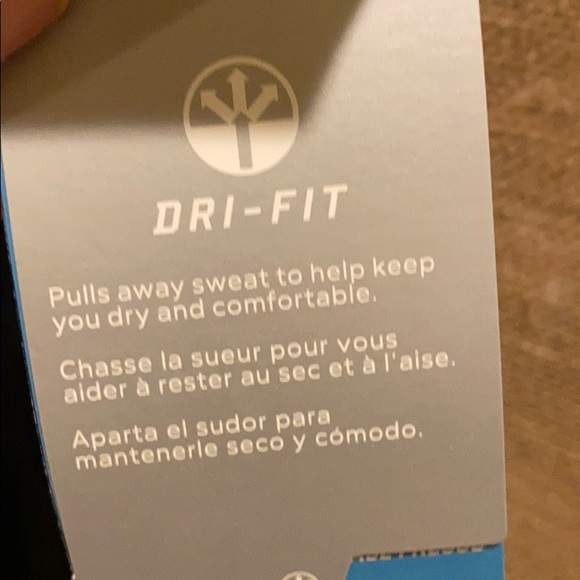 DRI-FIT
Pulls away sweat to help keep
you dry and comfortable.
Chasse la sueur pour vous
aider à rester au sec et à l'aise.
Aparta el sudor para
mantenerle seco y cómodo.